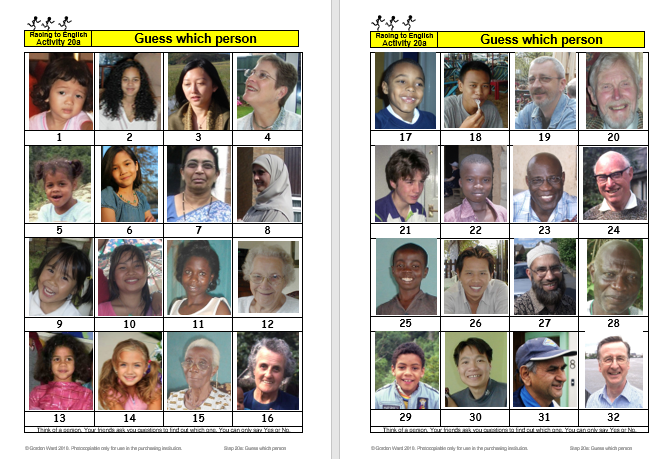 Racing to English
Activity 20a
Guess which person
1 2 3 4
5 6 7 8
9 10 11 12
13 14 15 16
Think of a person. Your friends ask you questions to find out which one. You can only say Yes or No.
© Gordon Ward 2016. Photocopiable only for use in the purchasing institution. Step 20a: Guess which person
Racing to English
Activity 20a
Guess which person
17 18 19 20
21 22 23 24
25 26 27 28
29 30 31 32
Think of a person. Your friends ask you questions to find out which one. You can only say Yes or No.
© Gordon Ward 2016. Photocopiable only for use in the purchasing institution. Step 20a: Guess which person